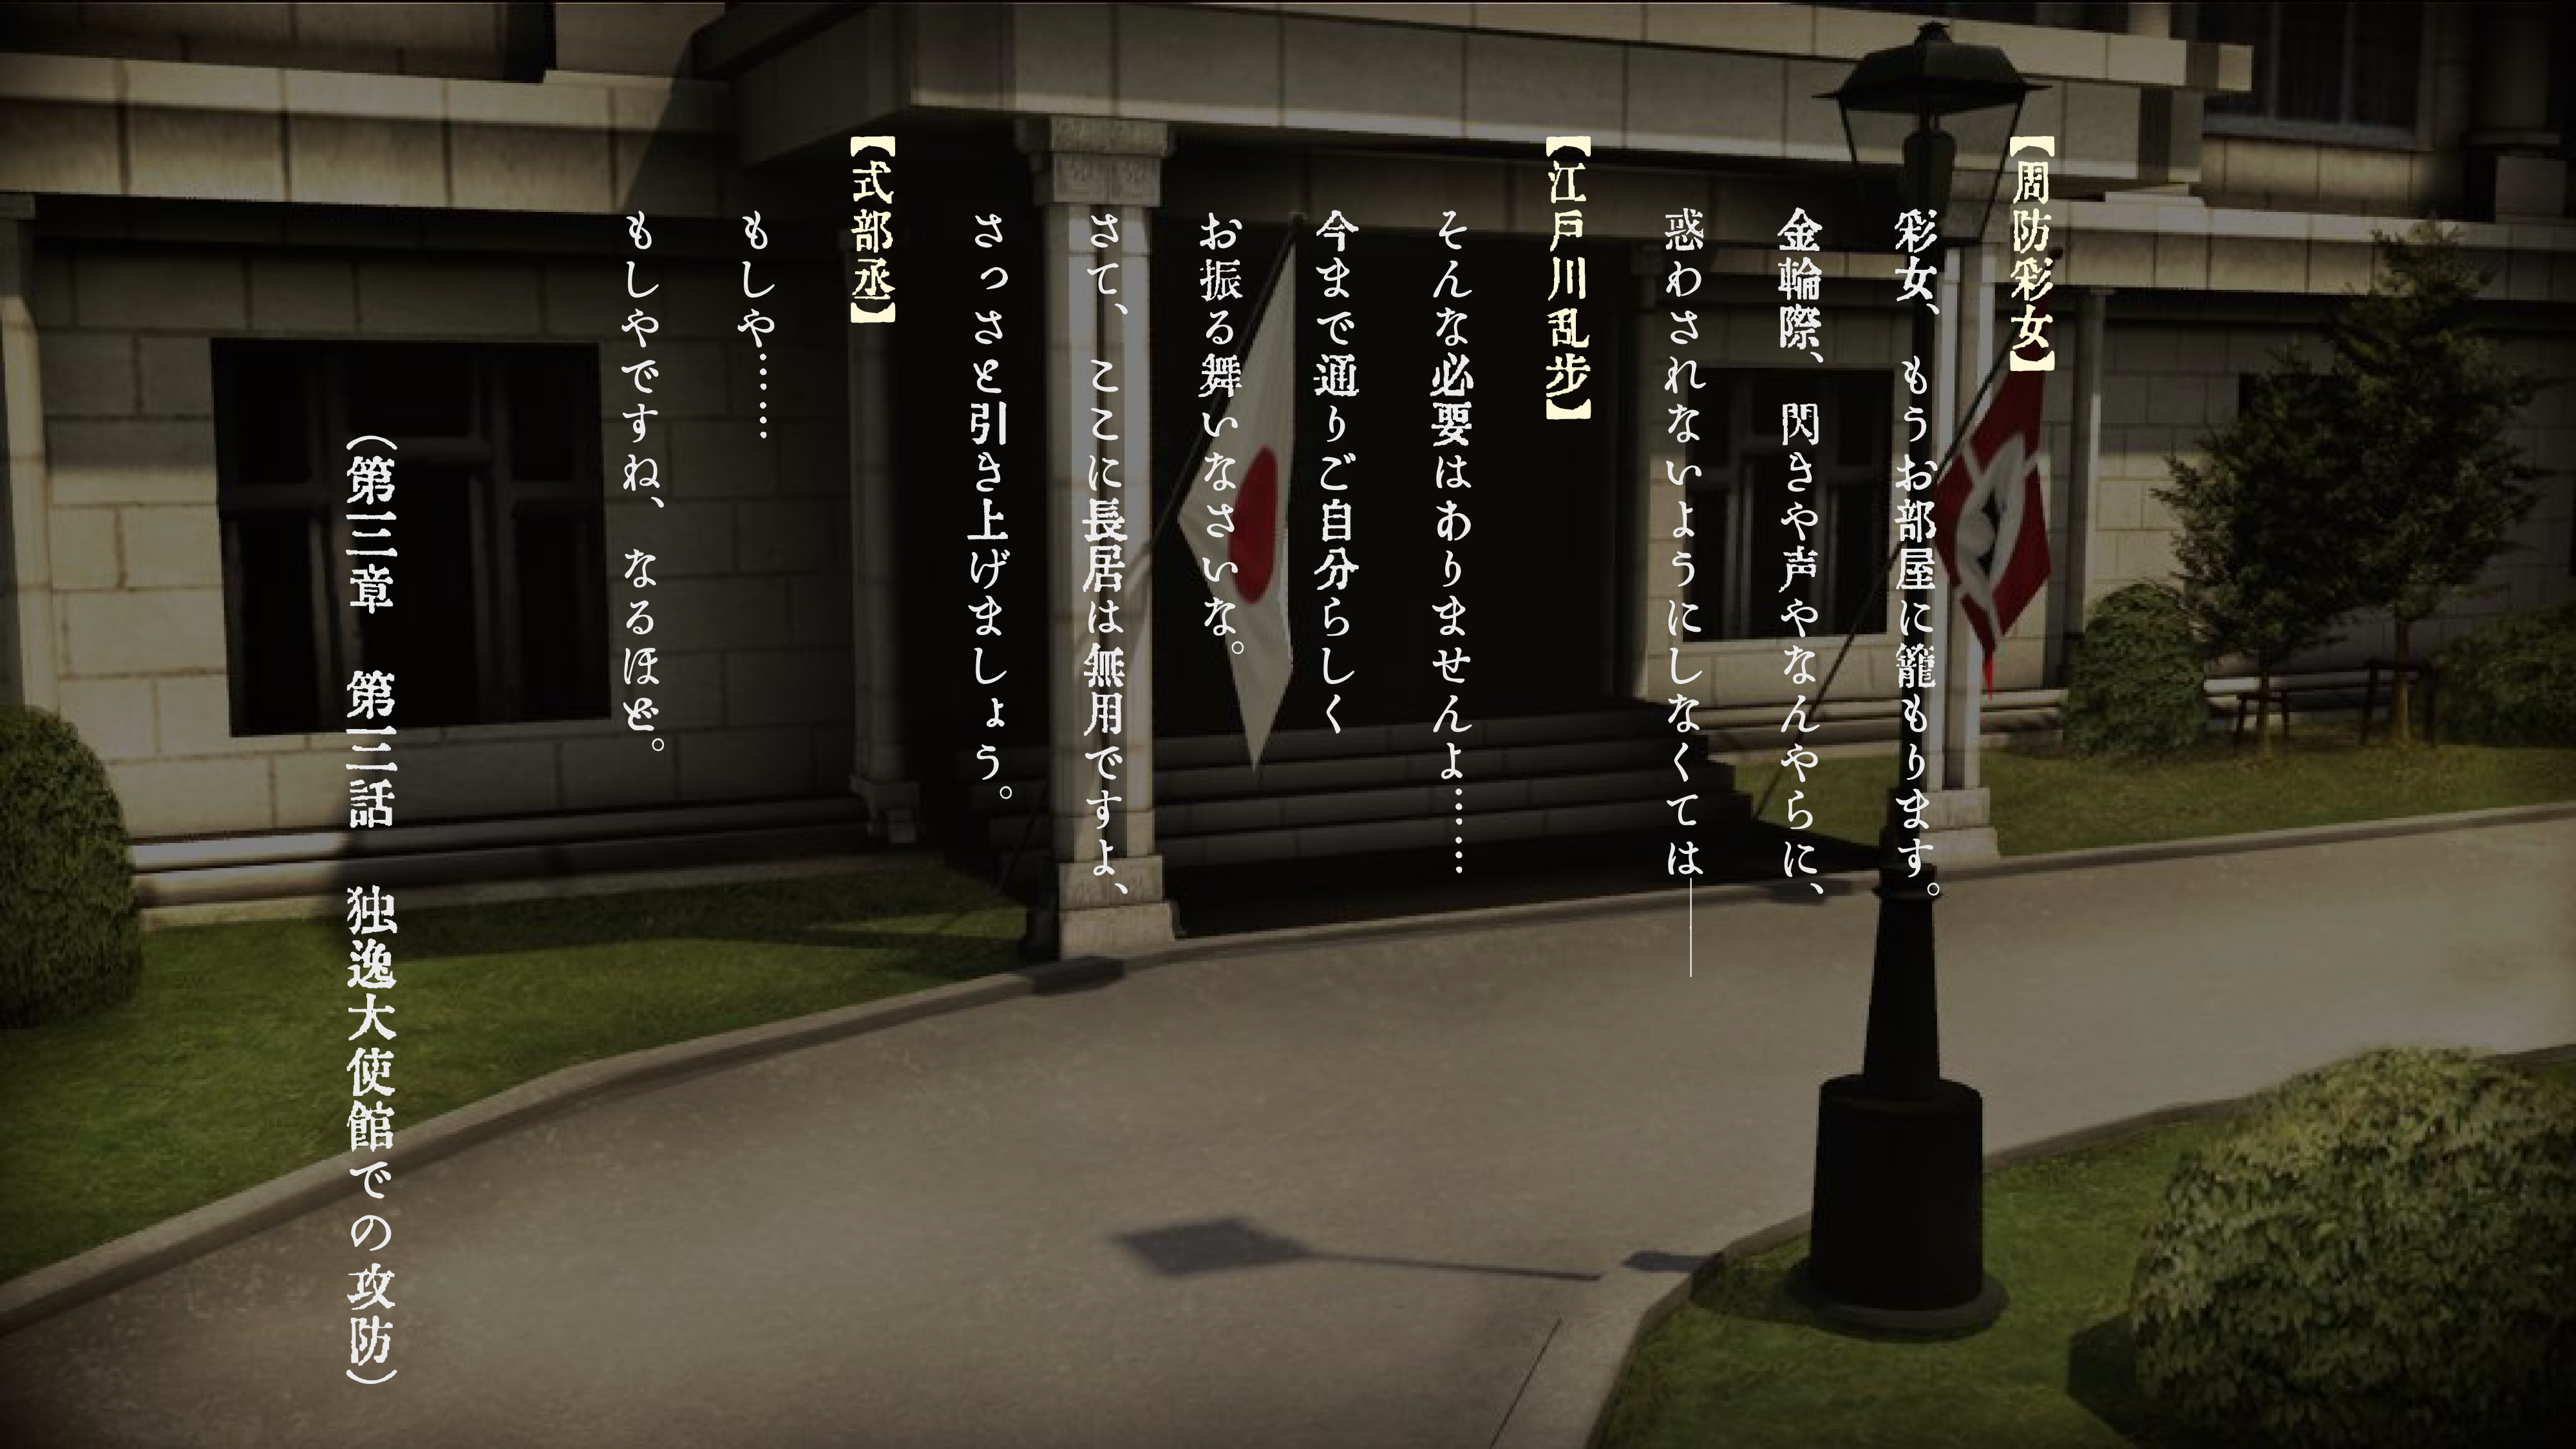 【周防彩女】
彩女、もうお部屋に籠もります。
金輪際、閃きや声やなんやらに、
惑わされないようにしなくては――
【江戸川乱歩】
そんな必要はありませんよ……
今まで通りご自分らしく
お振る舞いなさいな。
さて、ここに長居は無用ですよ、
さっさと引き上げましょう。
【式部丞】
もしや……
もしやですね、なるほど。
（第三章　第三話　独逸大使館での攻防）